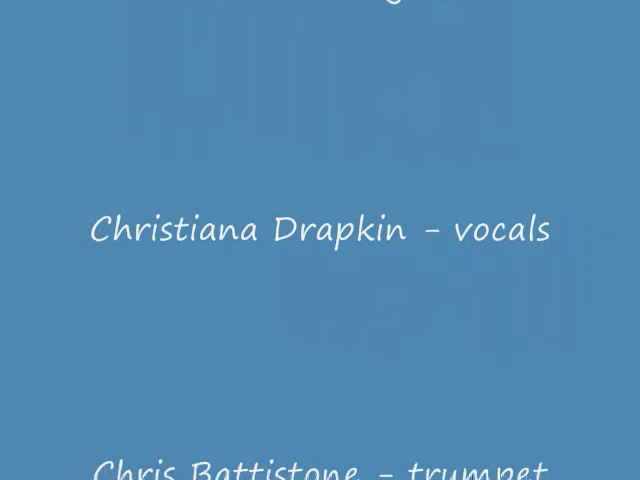 Christiana Drapkin - vocals
Chris Battistone - trumpet